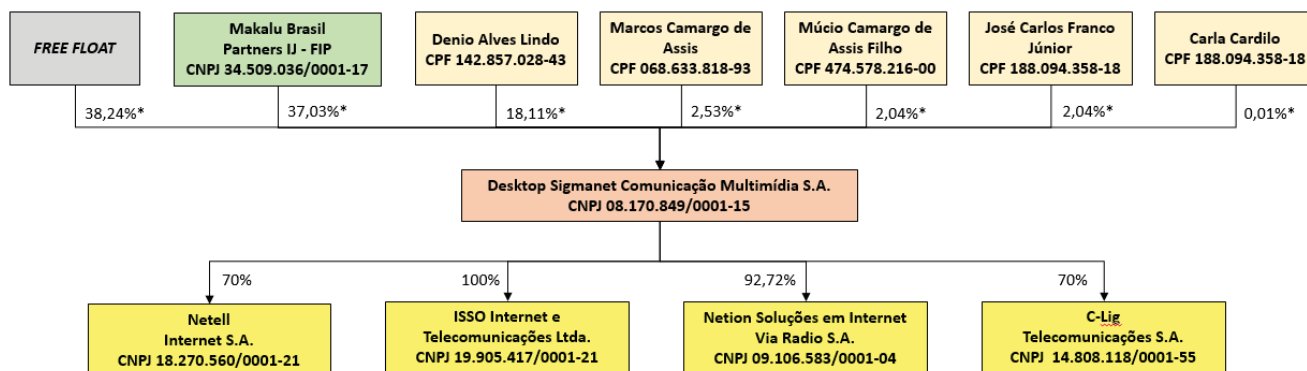 FREE FLOAT
Makalu Brasil
Partners IJ - FIP
CNPJ 34.509.036/0001-17
Denio Alves Lindo
CPF 142.857.028-43
Marcos Camargo de
Assis
CPF 068.633.818-93
Múcio Camargo de
Assis Filho
CPF 474.578.216-00
José Carlos Franco
Júnior
CPF 188.094.358-18
Carla Cardilo
CPF 188.094.358-18
38,24%*
37,03%*
18,11%*
2,53%*
2,04%*
2,04%*
0,01%*
Desktop Sigmanet Comunicação Multimídia S.A.
CNPJ 08.170.849/0001-15
70%
100%
92,72%
70%
Netell
Internet S.A.
CNPJ 18.270.560/0001-21
ISSO Internet e
Telecomunicações Ltda.
CNPJ 19.905.417/0001-21
Netion Soluções em Internet
Via Radio S.A.
CNPJ 09.106.583/0001-04
C-Lig
Telecomunicações S.A.
CNPJ 14.808.118/0001-55